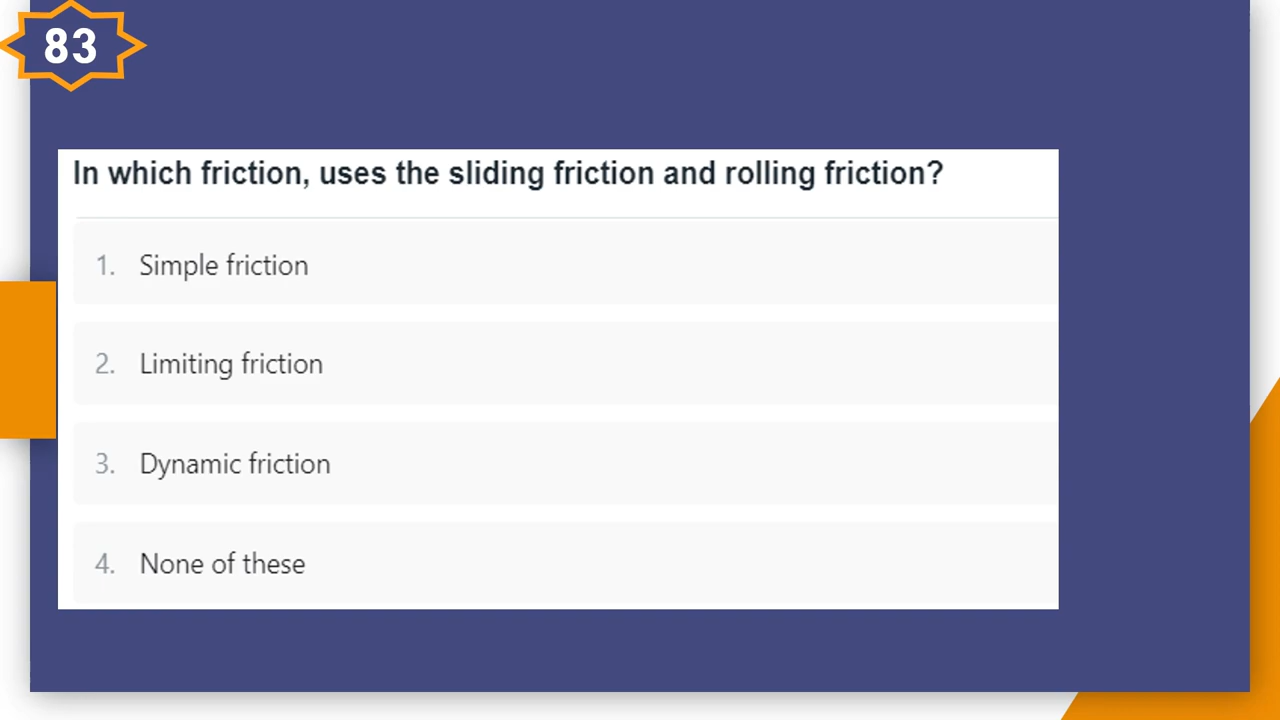 83
In which friction, uses the sliding friction and rolling friction?
1. Simple friction
2. Limiting friction
3. Dynamic friction
4. None of these